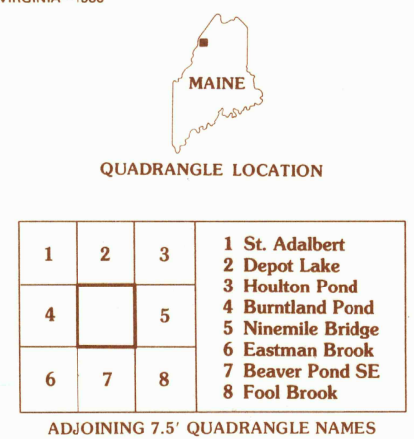 MAINE
QUADRANGLE LOCATION
1 2 3
4 5
6 7 8
1 St. Adalbert
2 Depot Lake
3 Houlton Pond
4 Burntland Pond
5 Ninemile Bridge
6 Eastman Brook
7 Beaver Pond SE
8 Fool Brook
ADJOINING 7.5′ QUADRANGLE NAMES